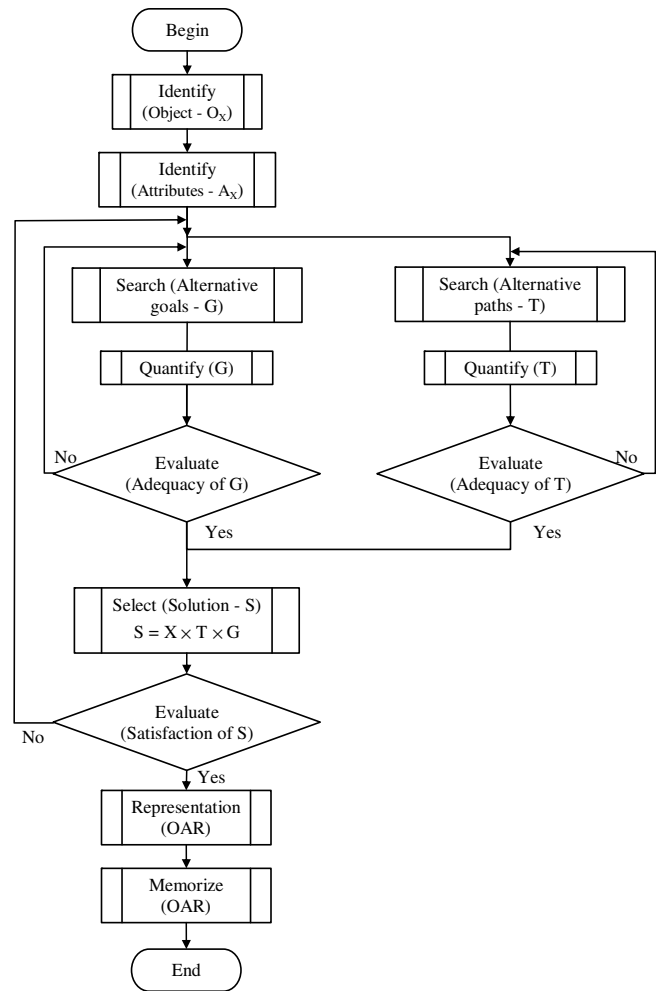 Begin
Identify
(Object - Oₓ)
Identify
(Attributes - Aₓ)
Search (Alternative
goals - G)
Search (Alternative
paths - T)
Quantify (G)
Quantify (T)
No
Evaluate
(Adequacy of G)
Evaluate
(Adequacy of T)
No
Yes
Yes
Select (Solution - S)
S = X × T × G
Evaluate
(Satisfaction of S)
No
Yes
Representation
(OAR)
Memorize
(OAR)
End